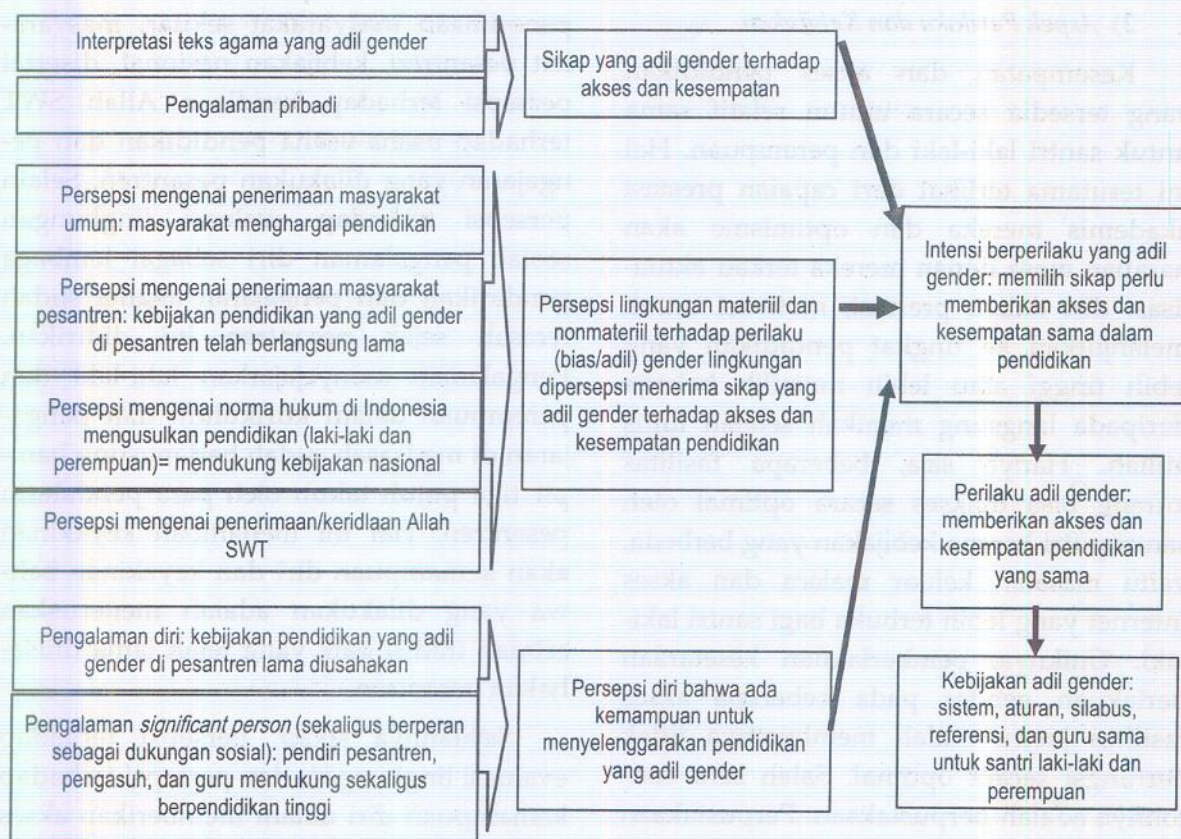 Interpretasi teks agama yang adil gender
Pengalaman pribadi
Sikap yang adil gender terhadap
akses dan kesempatan
Persepsi mengenai penerimaan masyarakat
umum: masyarakat menghargai pendidikan
Persepsi mengenai penerimaan masyarakat
pesantren: kebijakan pendidikan yang adil gender
di pesantren telah berlangsung lama
Persepsi mengenai norma hukum di Indonesia
mengusulkan pendidikan (laki-laki dan
perempuan)= mendukung kebijakan nasional
Persepsi mengenai penerimaan/keridlaan Allah
SWT
Persepsi lingkungan materiil dan
nonmateriil terhadap perilaku
(bias/adil) gender lingkungan
dipersepsi menerima sikap yang
adil gender terhadap akses dan
kesempatan pendidikan
Pengalaman diri: kebijakan pendidikan yang adil
gender di pesantren lama diusahakan
Pengalaman significant person (sekaligus berperan
sebagai dukungan sosial): pendiri pesantren,
pengasuh, dan guru mendukung sekaligus
berpendidikan tinggi
Persepsi diri bahwa ada
kemampuan untuk
menyelenggarakan pendidikan
yang adil gender
Intensi berperilaku yang adil
gender: memilih sikap perlu
memberikan akses dan
kesempatan sama dalam
pendidikan
Perilaku adil gender:
memberikan akses dan
kesempatan pendidikan
yang sama
Kebijakan adil gender:
sistem, aturan, silabus,
referensi, dan guru sama
untuk santri laki-laki dan
perempuan